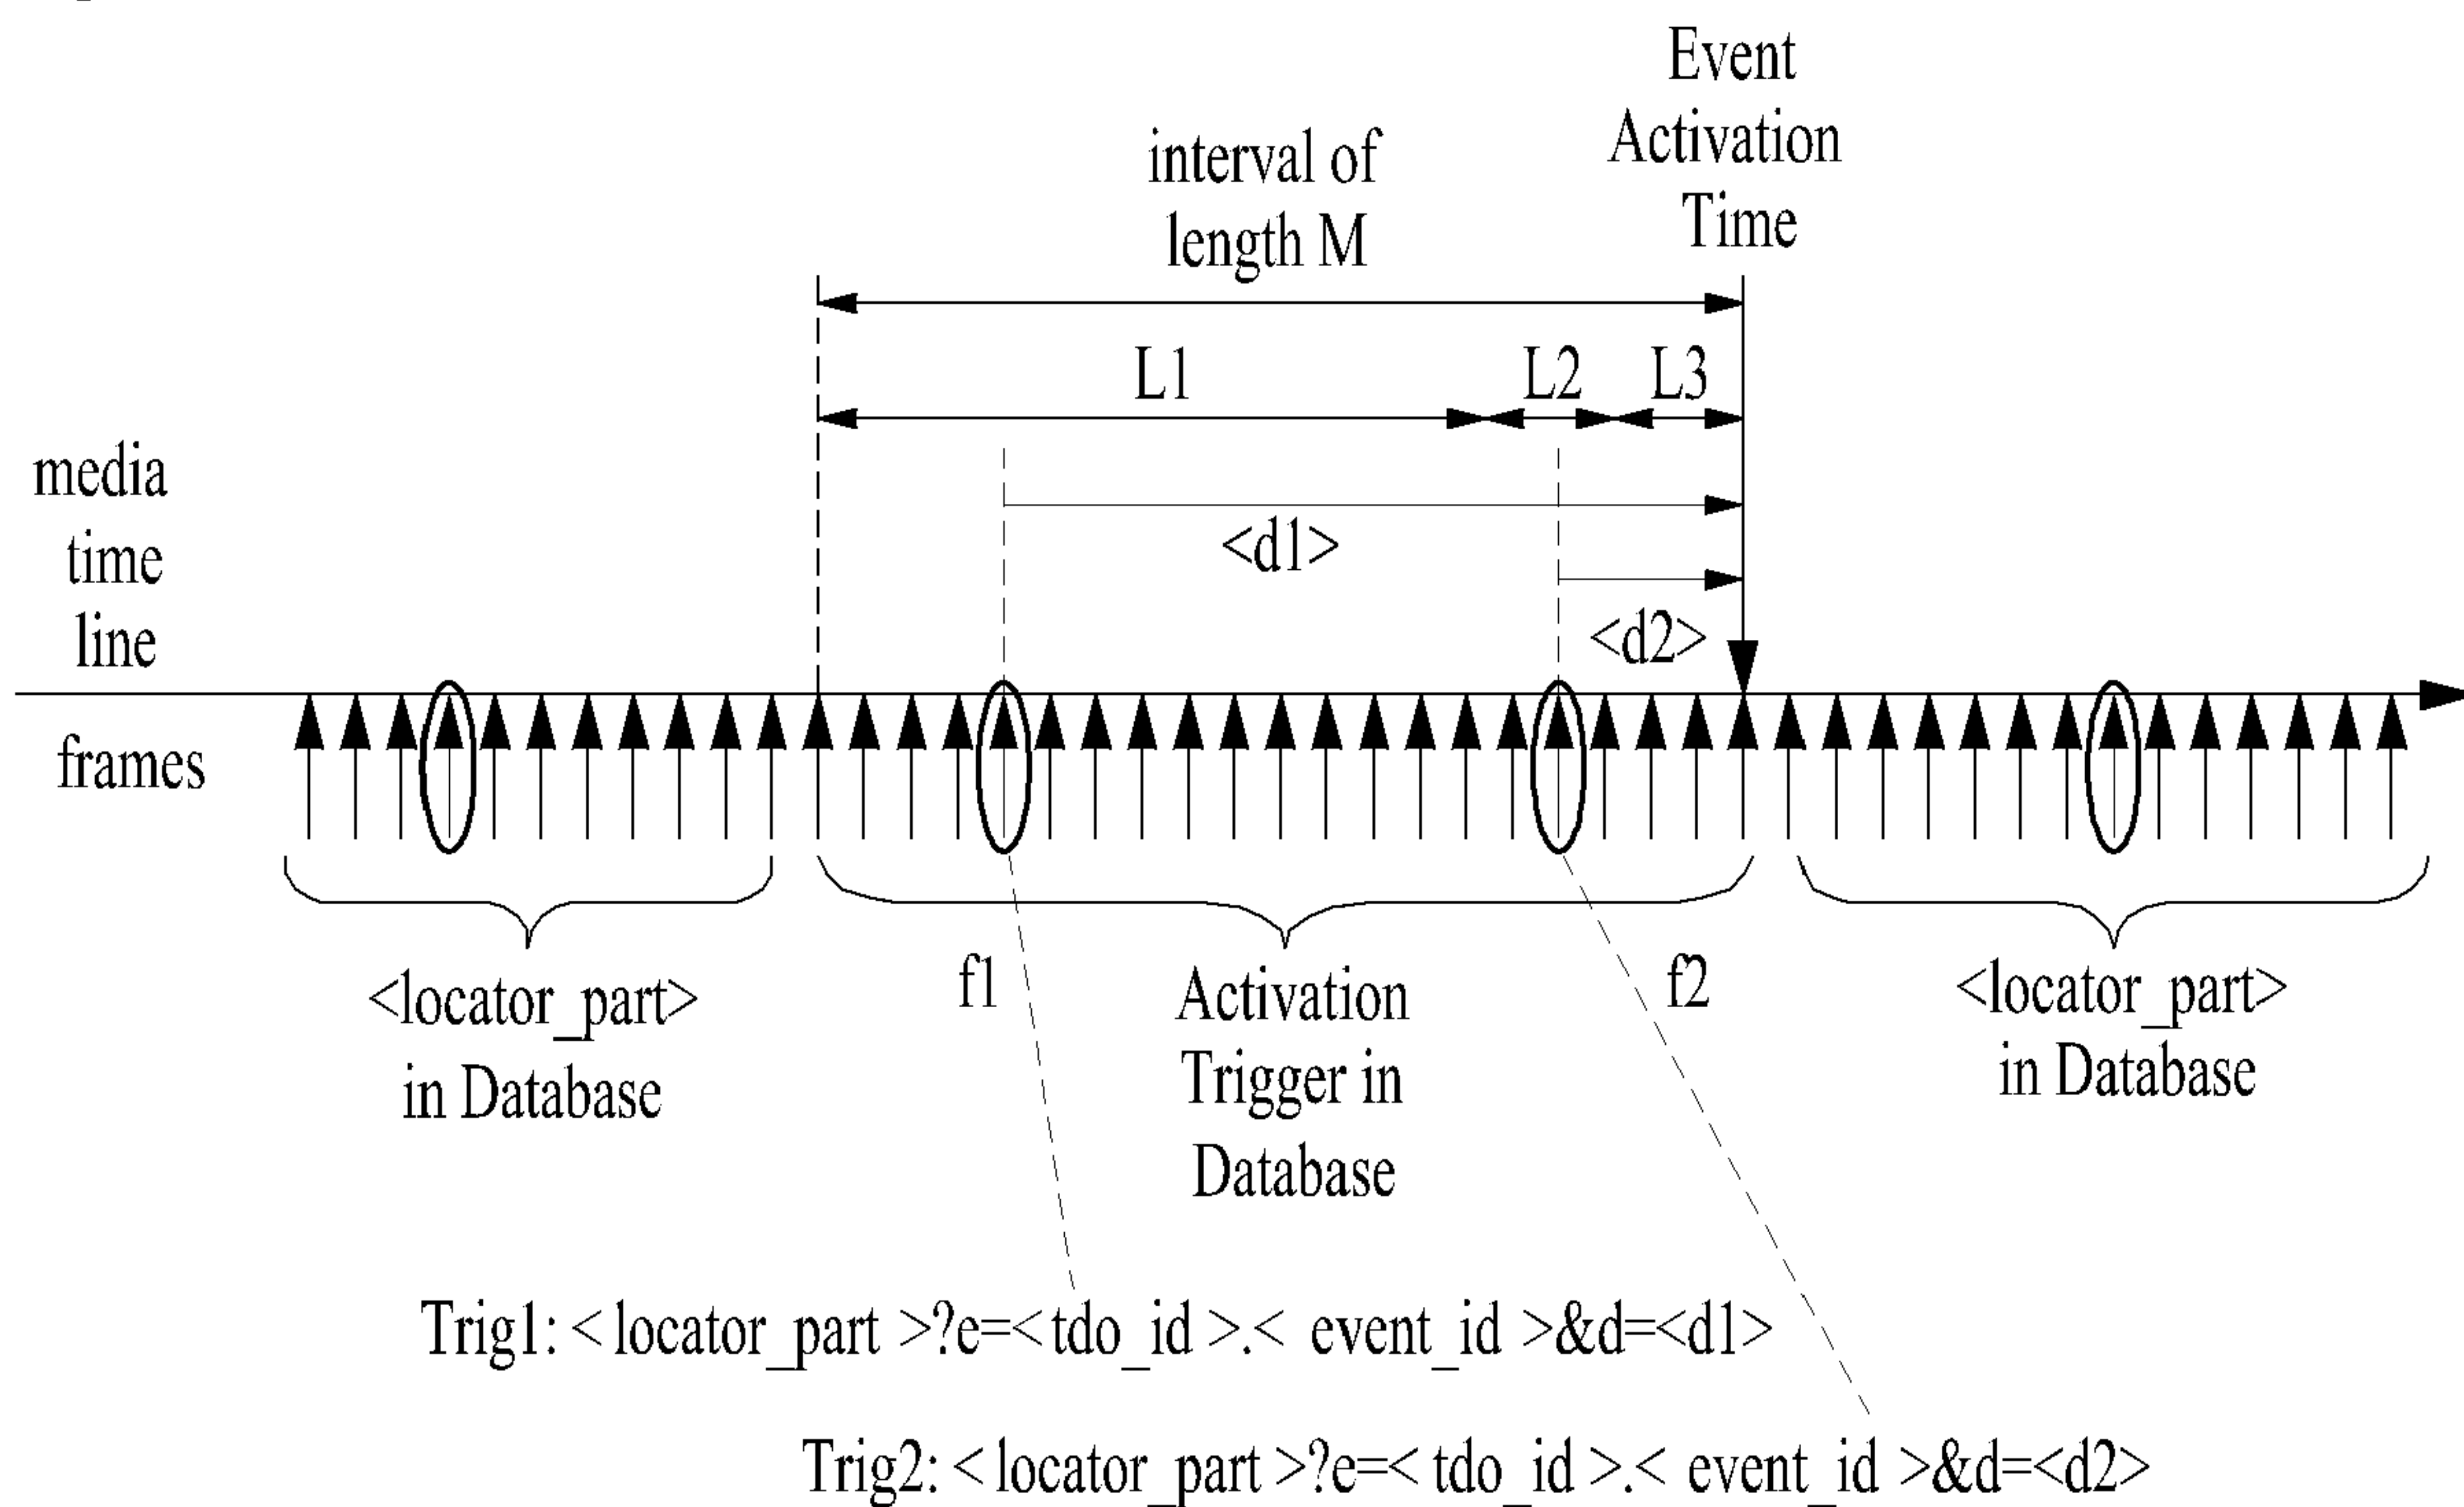 Event
Activation
Time
interval of
length M
L1
L2
L3
media
time
line
<d1>
<d2>
frames
<locator_part>
in Database
f1
Activation
Trigger in
Database
f2
<locator_part>
in Database
Trig1: < locator_part >?e=<tdo_id >.< event_id >&d=<d1>
Trig2: < locator_part >?e=< tdo_id >.< event_id >&d=<d2>